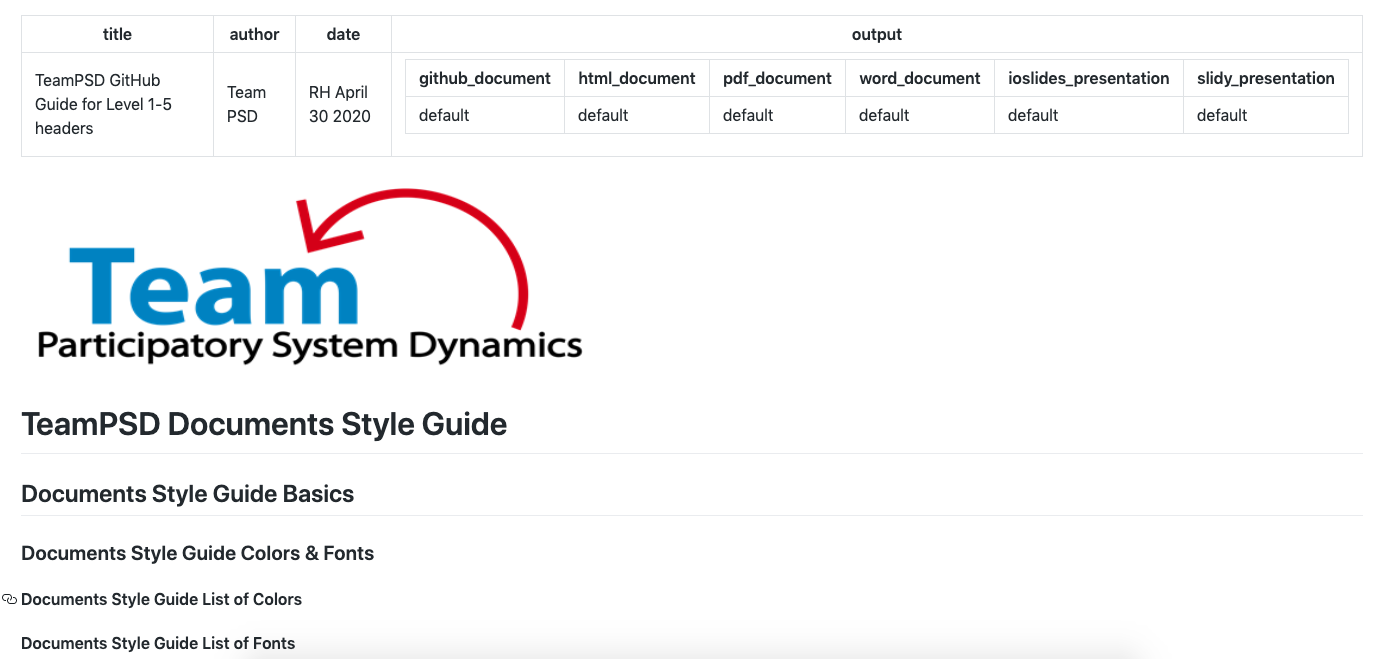 title author date output
TeamPSD GitHub
Guide for Level 1-5
headers
Team
PSD
RH April
30 2020
github_document html_document pdf_document word_document ioslides_presentation slidy_presentation
default default default default default default
Team
Participatory System Dynamics
TeamPSD Documents Style Guide
Documents Style Guide Basics
Documents Style Guide Colors & Fonts
Documents Style Guide List of Colors
Documents Style Guide List of Fonts